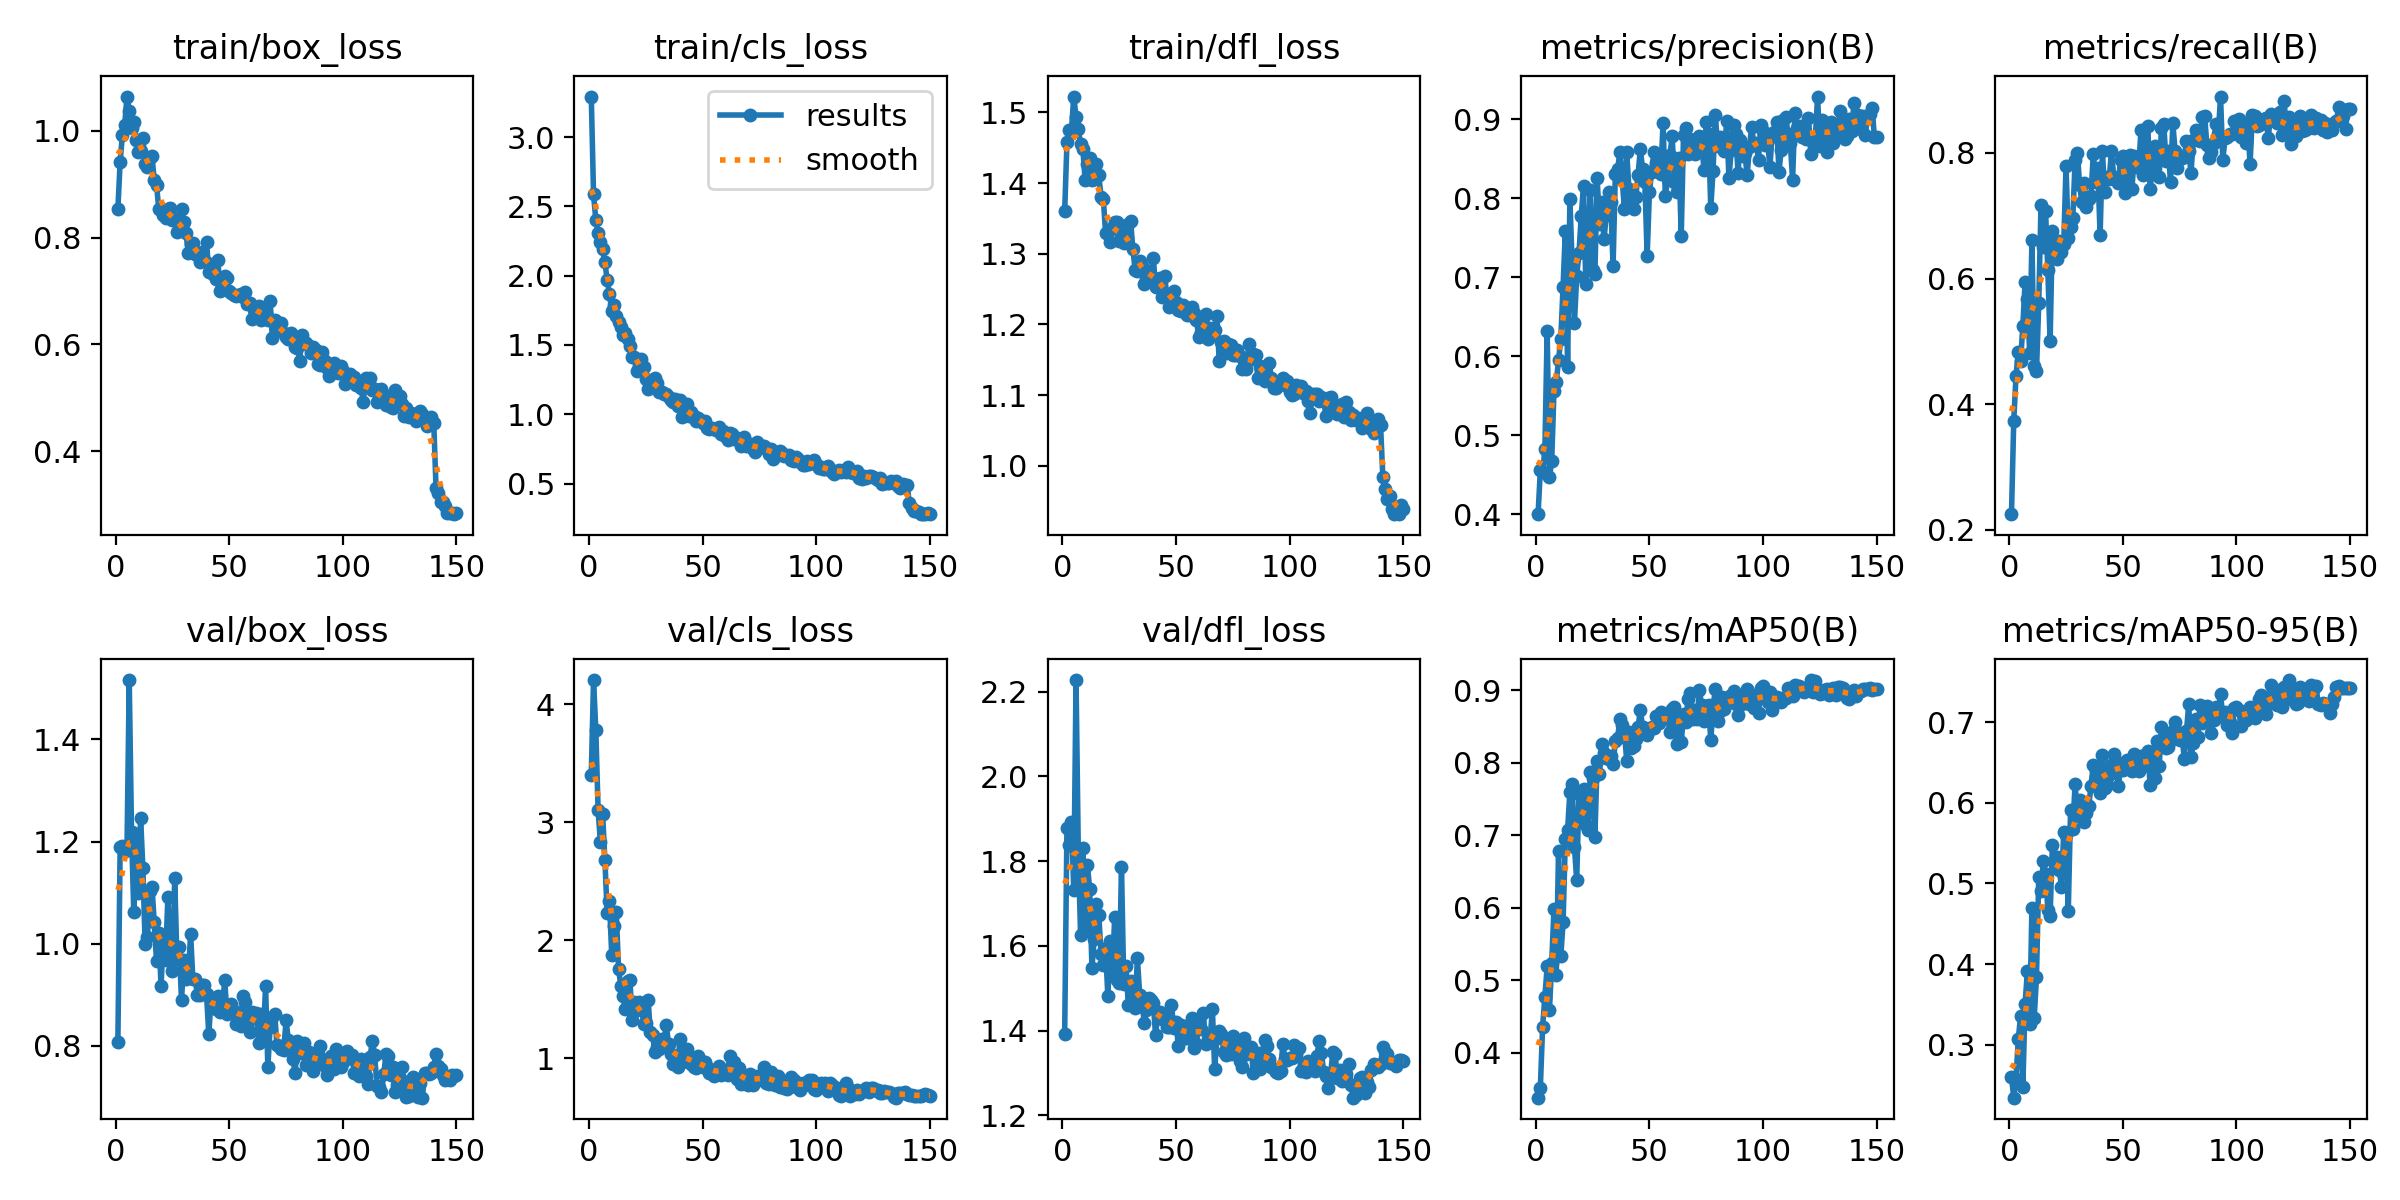 train/box_loss
1.0
0.8
0.6
0.4
0 50 100 150
train/cls_loss
results
smooth
3.0
2.5
2.0
1.5
1.0
0.5
0 50 100 150
train/dfl_loss
1.5
1.4
1.3
1.2
1.1
1.0
0 50 100 150
metrics/precision(B)
0.9
0.8
0.7
0.6
0.5
0.4
0 50 100 150
metrics/recall(B)
0.8
0.6
0.4
0.2
0 50 100 150
val/box_loss
1.4
1.2
1.0
0.8
0 50 100 150
val/cls_loss
4
3
2
1
0 50 100 150
val/dfl_loss
2.2
2.0
1.8
1.6
1.4
1.2
0 50 100 150
metrics/mAP50(B)
0.9
0.8
0.7
0.6
0.5
0.4
0 50 100 150
metrics/mAP50-95(B)
0.7
0.6
0.5
0.4
0.3
0 50 100 150